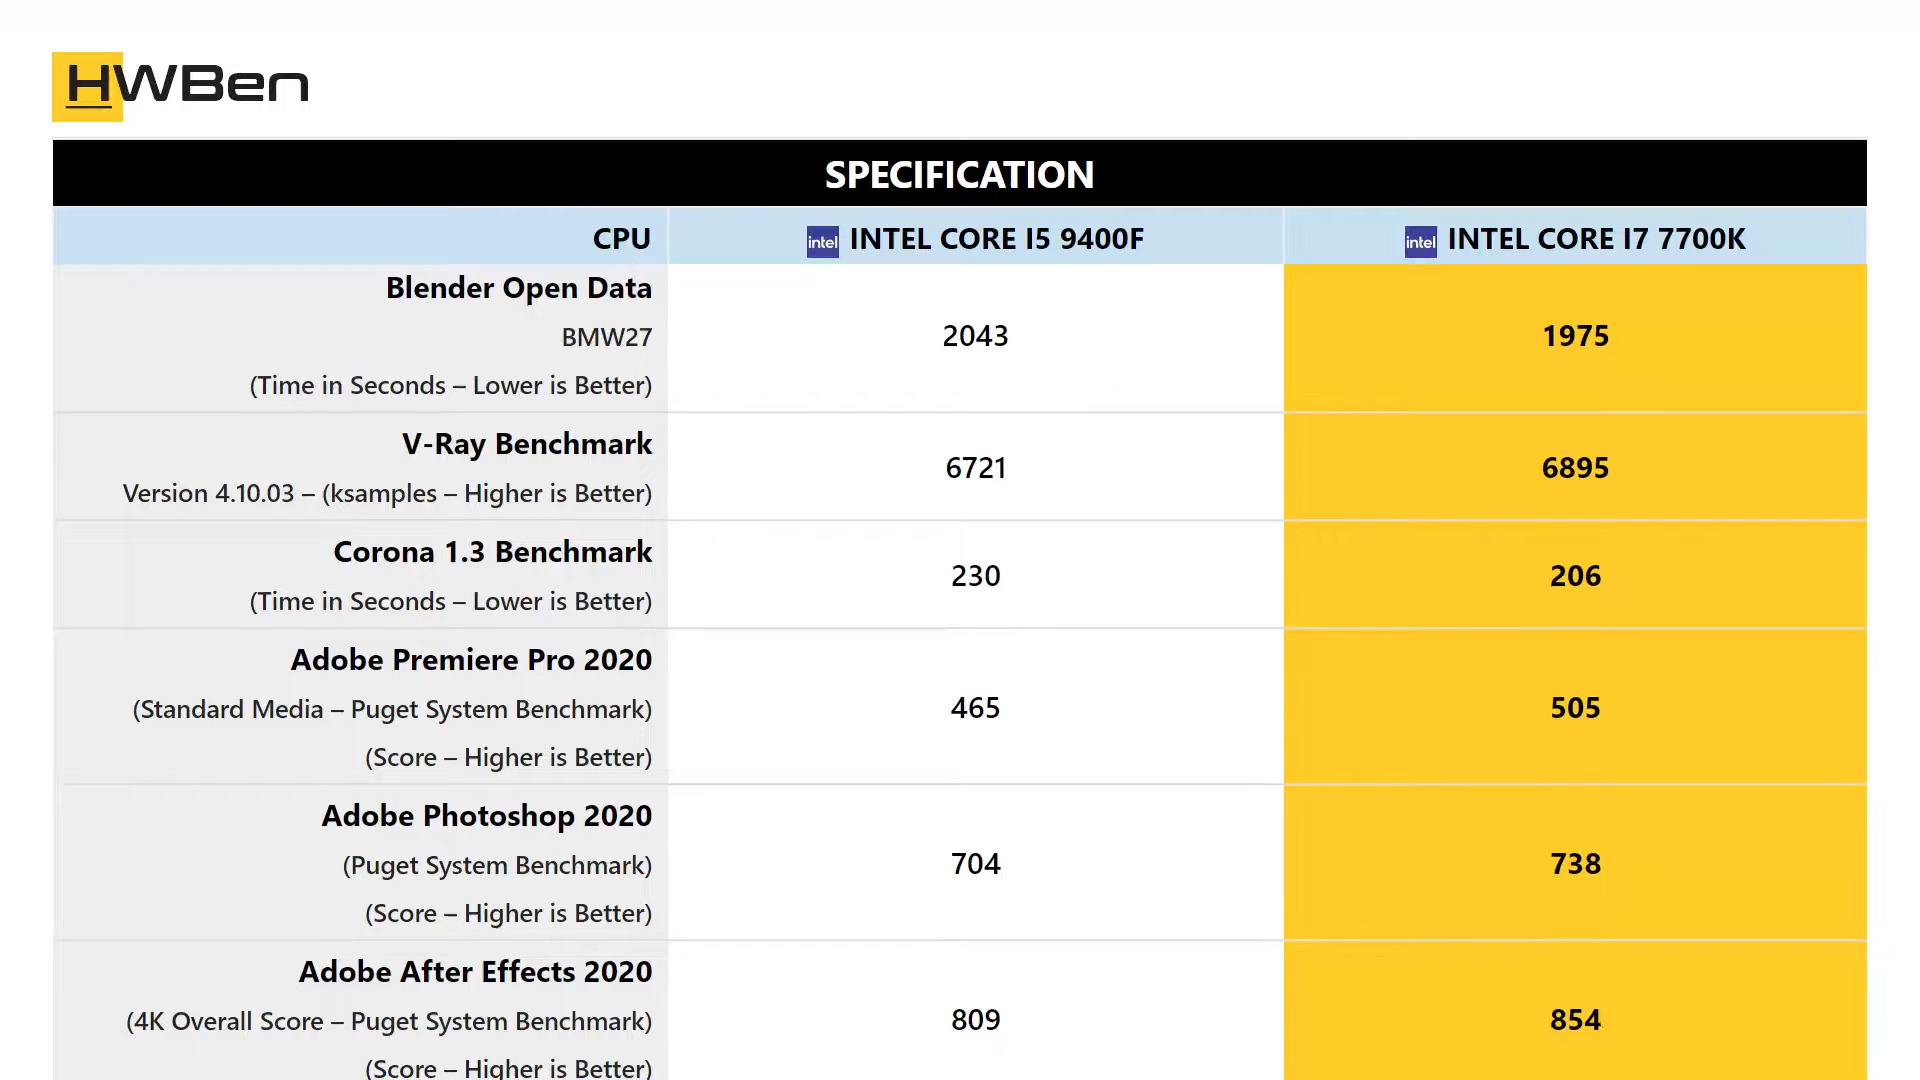 HWBen
SPECIFICATION
CPU
intel INTEL CORE I5 9400F
intel INTEL CORE I7 7700K
Blender Open Data
BMW27
(Time in Seconds – Lower is Better)
2043
1975
V-Ray Benchmark
Version 4.10.03 – (ksamples – Higher is Better)
6721
6895
Corona 1.3 Benchmark
(Time in Seconds – Lower is Better)
230
206
Adobe Premiere Pro 2020
(Standard Media – Puget System Benchmark)
(Score – Higher is Better)
465
505
Adobe Photoshop 2020
(Puget System Benchmark)
(Score – Higher is Better)
704
738
Adobe After Effects 2020
(4K Overall Score – Puget System Benchmark)
(Score – Higher is Better)
809
854